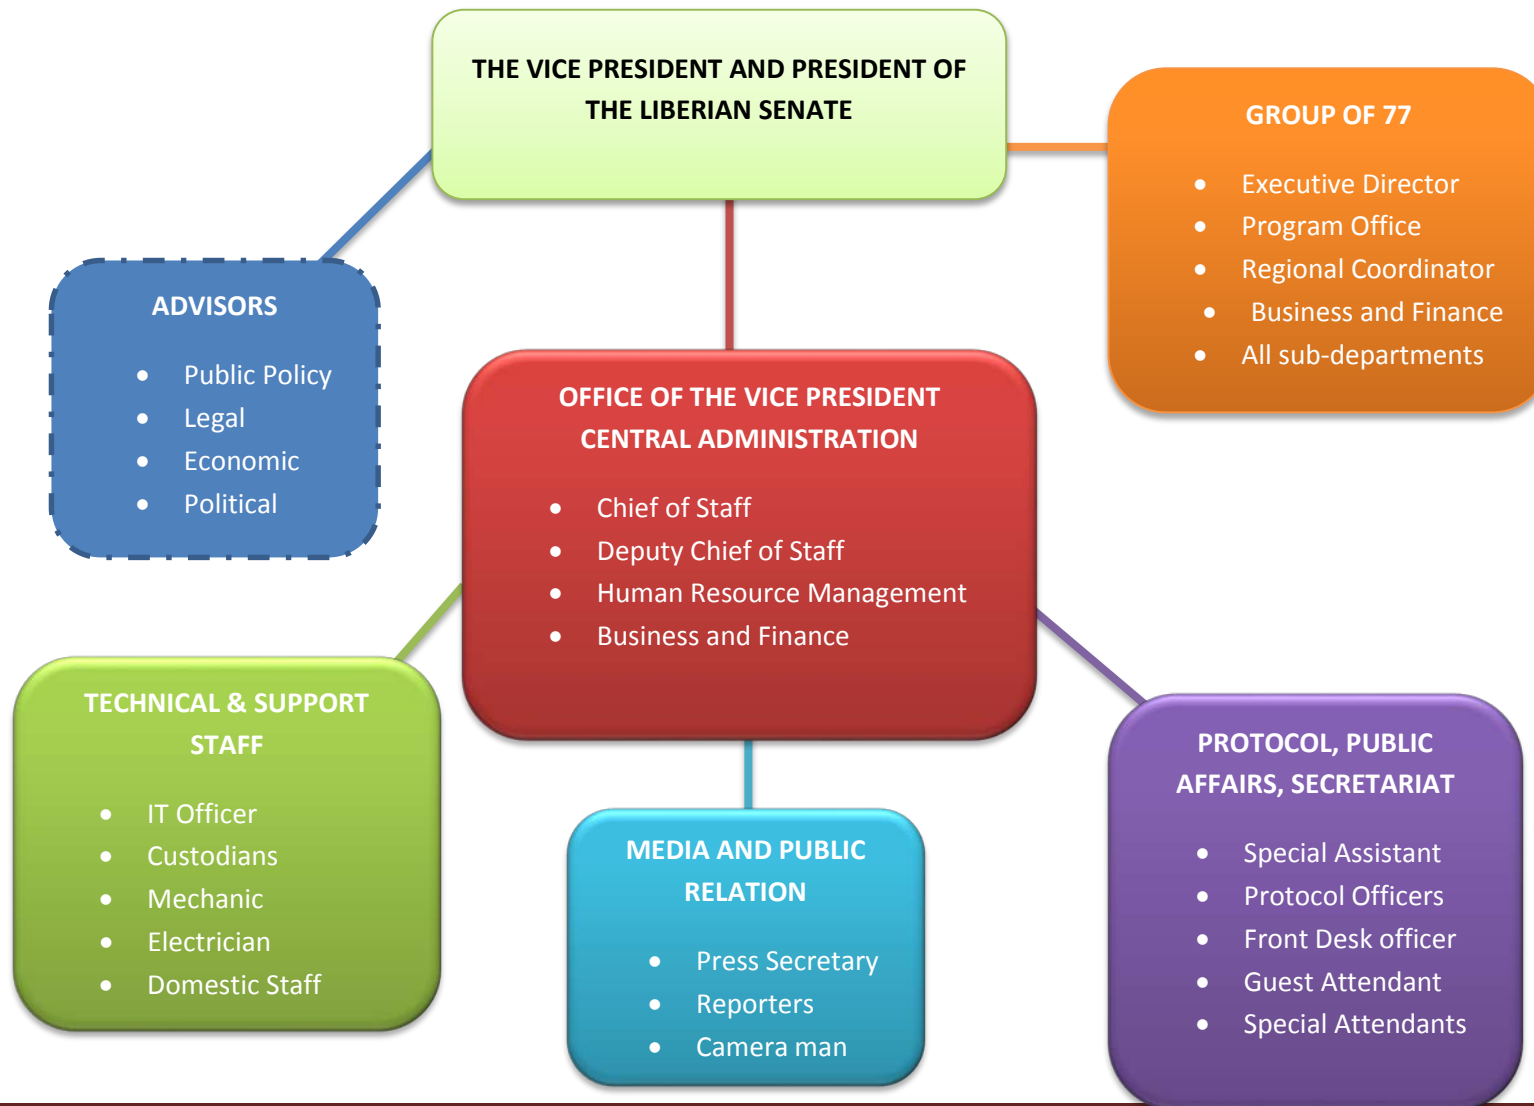 THE VICE PRESIDENT AND PRESIDENT OF
THE LIBERIAN SENATE
GROUP OF 77
• Executive Director
• Program Office
• Regional Coordinator
• Business and Finance
• All sub-departments
ADVISORS
• Public Policy
• Legal
• Economic
• Political
OFFICE OF THE VICE PRESIDENT
CENTRAL ADMINISTRATION
• Chief of Staff
• Deputy Chief of Staff
• Human Resource Management
• Business and Finance
TECHNICAL & SUPPORT
STAFF
• IT Officer
• Custodians
• Mechanic
• Electrician
• Domestic Staff
MEDIA AND PUBLIC
RELATION
• Press Secretary
• Reporters
• Camera man
PROTOCOL, PUBLIC
AFFAIRS, SECRETARIAT
• Special Assistant
• Protocol Officers
• Front Desk officer
• Guest Attendant
• Special Attendants